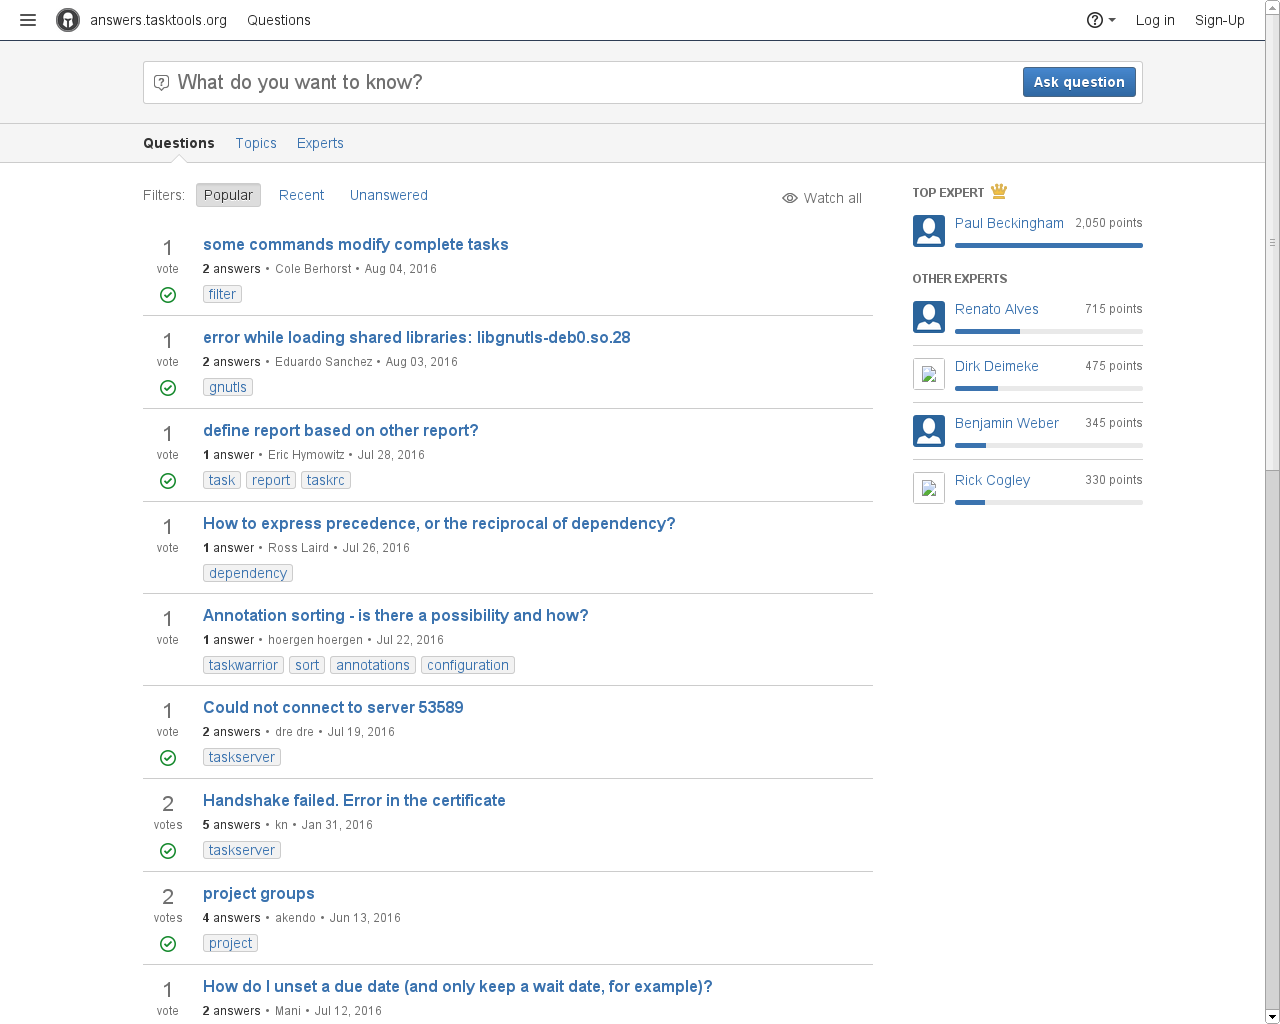 answers.tasktools.org Questions Log in Sign-Up
What do you want to know? Ask question
Questions Topics Experts
Filters: Popular Recent Unanswered Watch all
1 vote
some commands modify complete tasks
2 answers • Cole Berhorst • Aug 04, 2016
filter
1 vote
error while loading shared libraries: libgnutls-deb0.so.28
2 answers • Eduardo Sanchez • Aug 03, 2016
gnutls
1 vote
define report based on other report?
1 answer • Eric Hymowitz • Jul 28, 2016
task report taskrc
1 vote
How to express precedence, or the reciprocal of dependency?
1 answer • Ross Laird • Jul 26, 2016
dependency
1 vote
Annotation sorting - is there a possibility and how?
1 answer • hoergen hoergen • Jul 22, 2016
taskwarrior sort annotations configuration
1 vote
Could not connect to server 53589
2 answers • dre dre • Jul 19, 2016
taskserver
2 votes
Handshake failed. Error in the certificate
5 answers • kn • Jan 31, 2016
taskserver
2 votes
project groups
4 answers • akendo • Jun 13, 2016
project
1 vote
How do I unset a due date (and only keep a wait date, for example)?
2 answers • Mani • Jul 12, 2016
TOP EXPERT
Paul Beckingham 2,050 points
OTHER EXPERTS
Renato Alves 715 points
Dirk Deimeke 475 points
Benjamin Weber 345 points
Rick Cogley 330 points